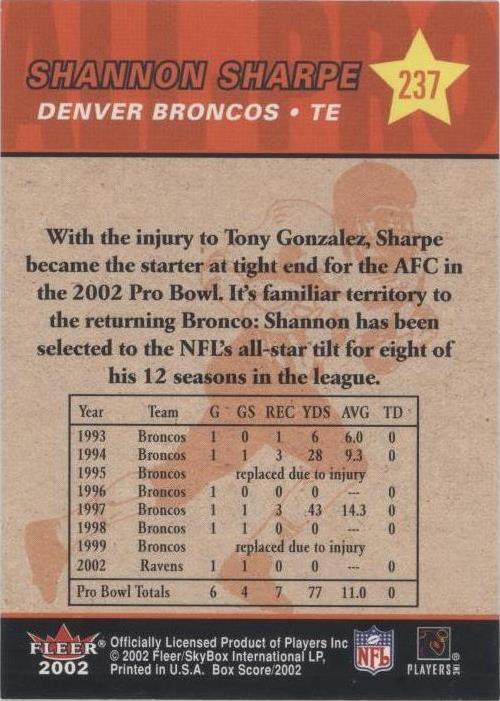 ALL PRO
SHANNON SHARPE
237
DENVER BRONCOS • TE
With the injury to Tony Gonzalez, Sharpe
became the starter at tight end for the AFC in
the 2002 Pro Bowl. It's familiar territory to
the returning Bronco: Shannon has been
selected to the NFL's all-star tilt for eight of
his 12 seasons in the league.
Year Team G GS REC YDS AVG TD
1993 Broncos 1 0 1 6 6.0 0
1994 Broncos 1 1 3 28 9.3 0
1995 Broncos replaced due to injury
1996 Broncos 1 0 0 0 --- 0
1997 Broncos 1 1 3 43 14.3 0
1998 Broncos 1 1 0 0 --- 0
1999 Broncos replaced due to injury
2002 Ravens 1 1 0 0 --- 0
Pro Bowl Totals 6 4 7 77 11.0 0
FLEER®
2002
Officially Licensed Product of Players Inc
© 2002 Fleer/SkyBox International LP,
Printed in U.S.A. Box Score/2002
NFL
PLAYERS INC